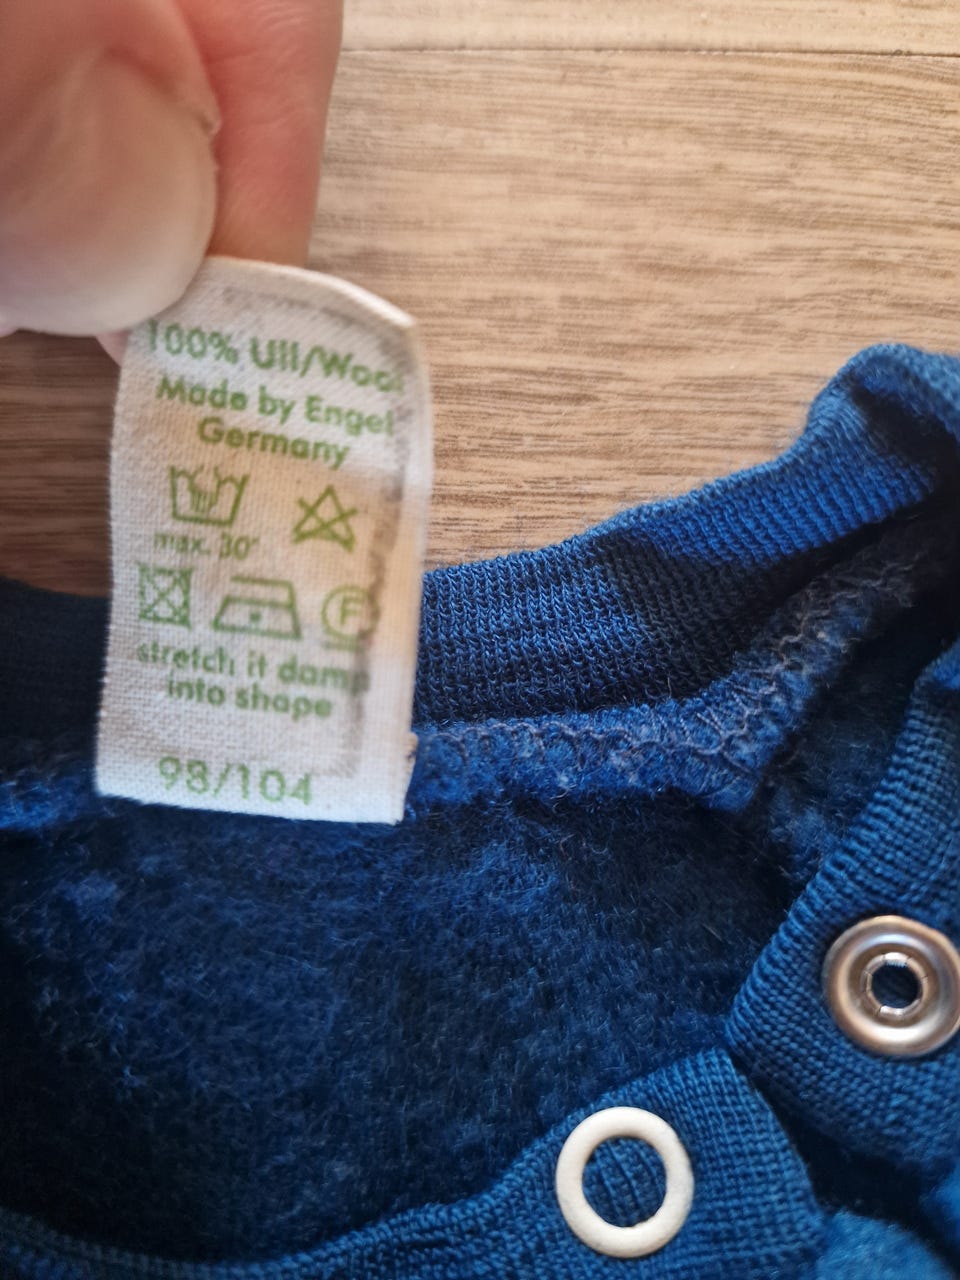 100% Ull/Wool
Made by Engel
Germany
max. 30°
F
stretch it damp
into shape
98/104